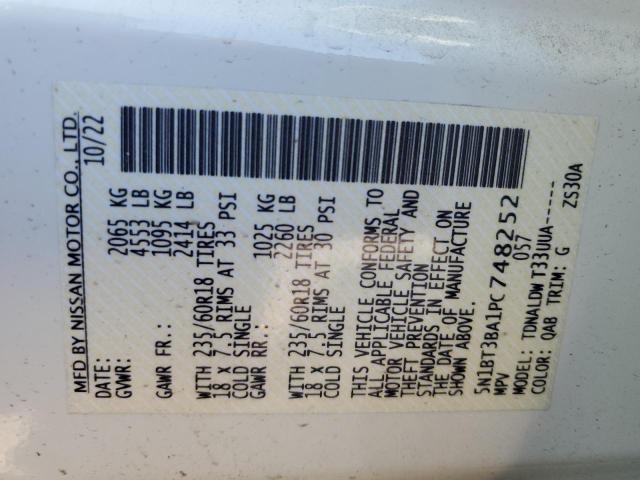 MFD BY NISSAN MOTOR CO., LTD.
DATE: 10/22
GVWR: 2065 KG
4553 LB
GAWR FR.: 1095 KG
2414 LB
WITH 235/60R18 TIRES
18 X 7.5 RIMS AT 33 PSI
COLD SINGLE
GAWR RR.: 1025 KG
2260 LB
WITH 235/60R18 TIRES
18 X 7.5 RIMS AT 30 PSI
COLD SINGLE
THIS VEHICLE CONFORMS TO
ALL APPLICABLE FEDERAL
MOTOR VEHICLE SAFETY AND
THEFT PREVENTION
STANDARDS IN EFFECT ON
THE DATE OF MANUFACTURE
SHOWN ABOVE.
5N1BT3BA1PC748252
MPV 057
MODEL: TDNALDW T33UUA-----
COLOR: QAB TRIM: G ZS30A